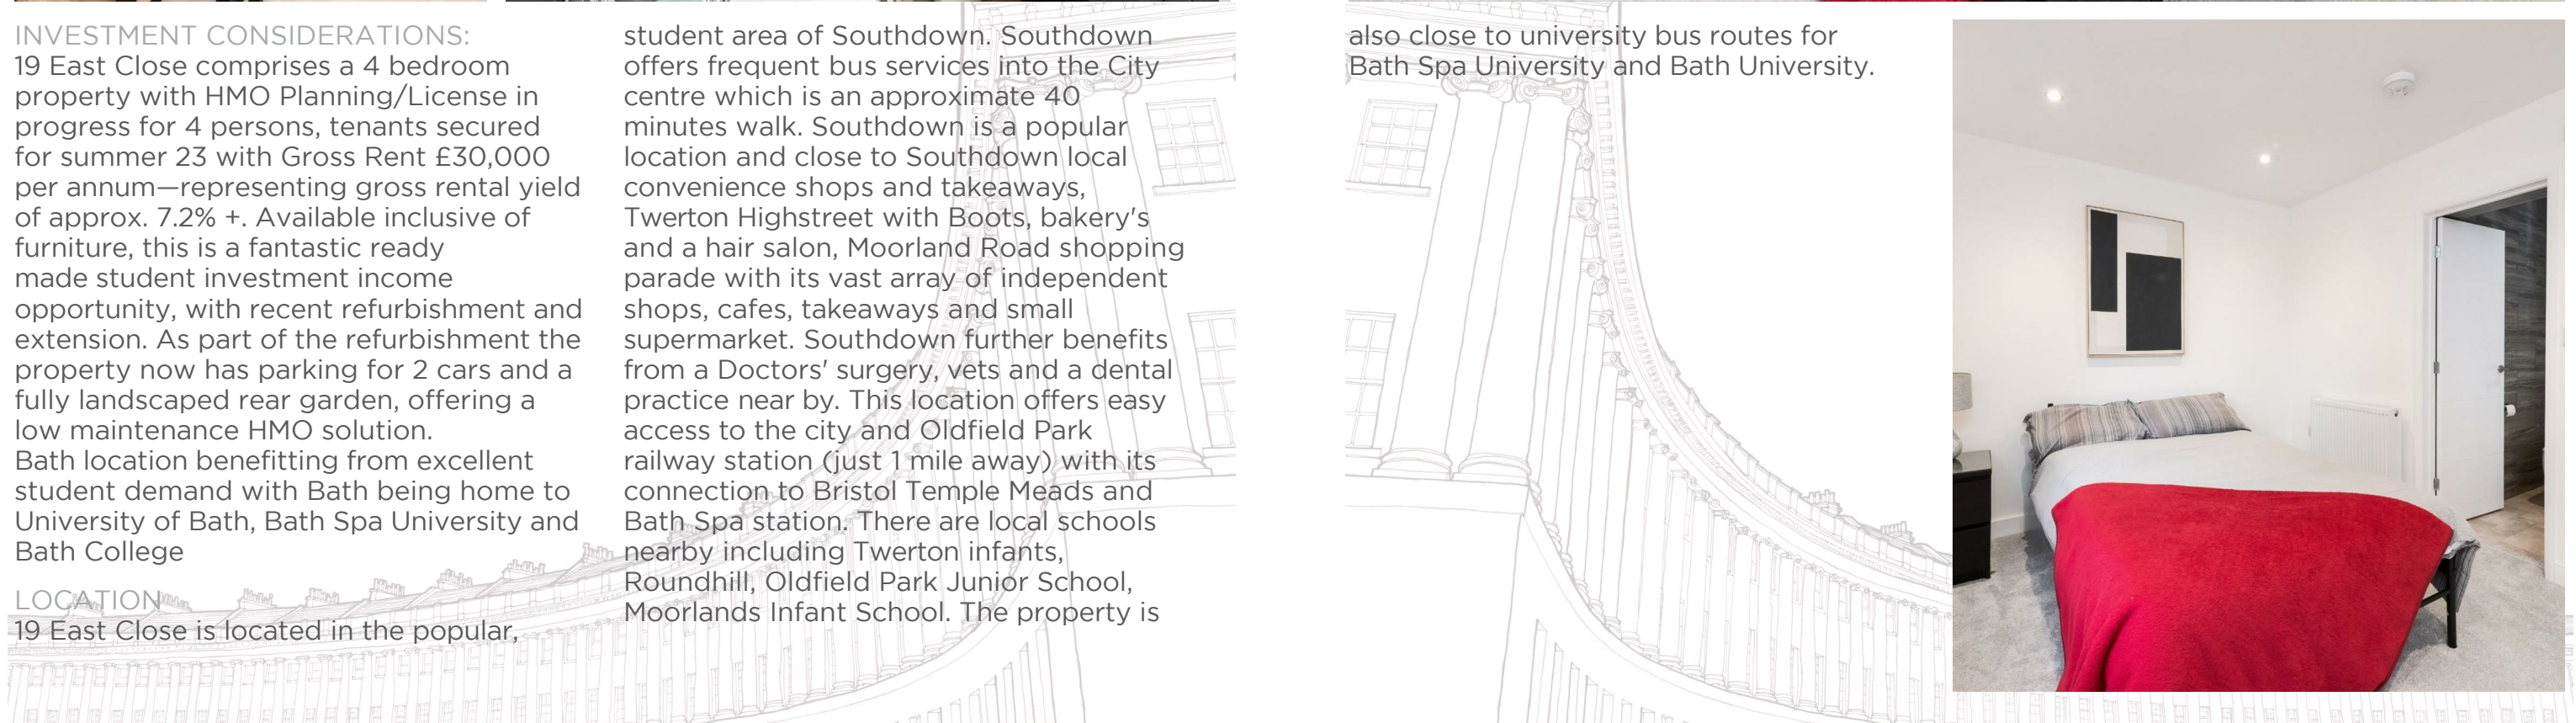 INVESTMENT CONSIDERATIONS:
19 East Close comprises a 4 bedroom
property with HMO Planning/License in
progress for 4 persons, tenants secured
for summer 23 with Gross Rent £30,000
per annum—representing gross rental yield
of approx. 7.2% +. Available inclusive of
furniture, this is a fantastic ready
made student investment income
opportunity, with recent refurbishment and
extension. As part of the refurbishment the
property now has parking for 2 cars and a
fully landscaped rear garden, offering a
low maintenance HMO solution.
Bath location benefitting from excellent
student demand with Bath being home to
University of Bath, Bath Spa University and
Bath College
LOCATION
19 East Close is located in the popular,
student area of Southdown. Southdown
offers frequent bus services into the City
centre which is an approximate 40
minutes walk. Southdown is a popular
location and close to Southdown local
convenience shops and takeaways,
Twerton Highstreet with Boots, bakery's
and a hair salon, Moorland Road shopping
parade with its vast array of independent
shops, cafes, takeaways and small
supermarket. Southdown further benefits
from a Doctors' surgery, vets and a dental
practice near by. This location offers easy
access to the city and Oldfield Park
railway station (just 1 mile away) with its
connection to Bristol Temple Meads and
Bath Spa station. There are local schools
nearby including Twerton infants,
Roundhill, Oldfield Park Junior School,
Moorlands Infant School. The property is
also close to university bus routes for
Bath Spa University and Bath University.